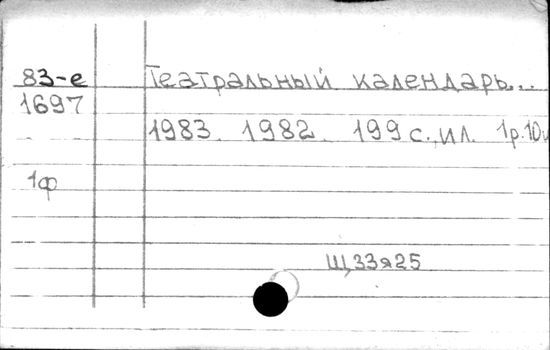 83-е Театральный календарь...
1697
1983. 1982. 199 с., ил. 1р.10
1ф
Щ33я25